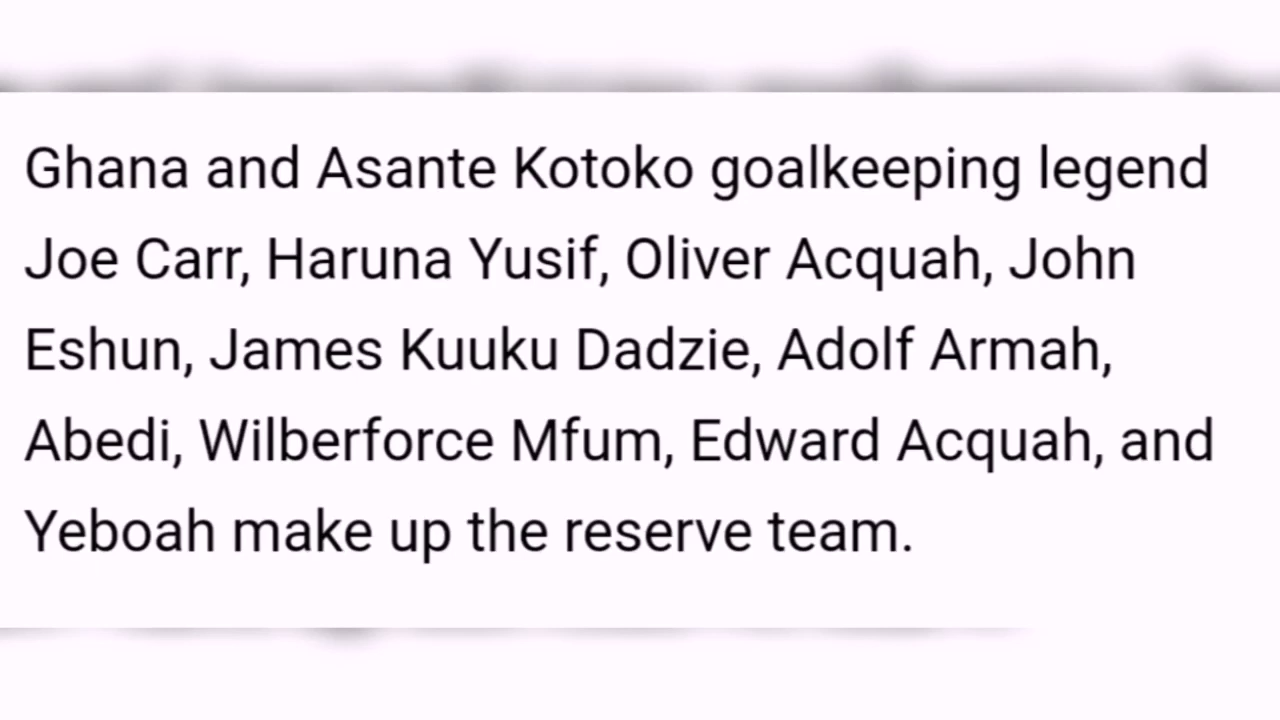 Ghana and Asante Kotoko goalkeeping legend
Joe Carr, Haruna Yusif, Oliver Acquah, John
Eshun, James Kuuku Dadzie, Adolf Armah,
Abedi, Wilberforce Mfum, Edward Acquah, and
Yeboah make up the reserve team.